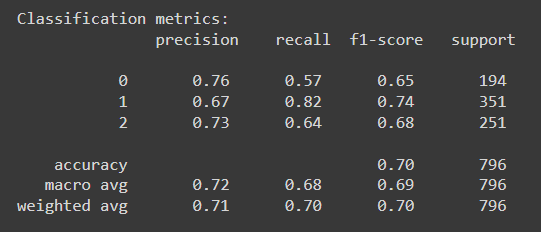 Classification metrics:
precision recall f1-score support
0 0.76 0.57 0.65 194
1 0.67 0.82 0.74 351
2 0.73 0.64 0.68 251
accuracy 0.70 796
macro avg 0.72 0.68 0.69 796
weighted avg 0.71 0.70 0.70 796